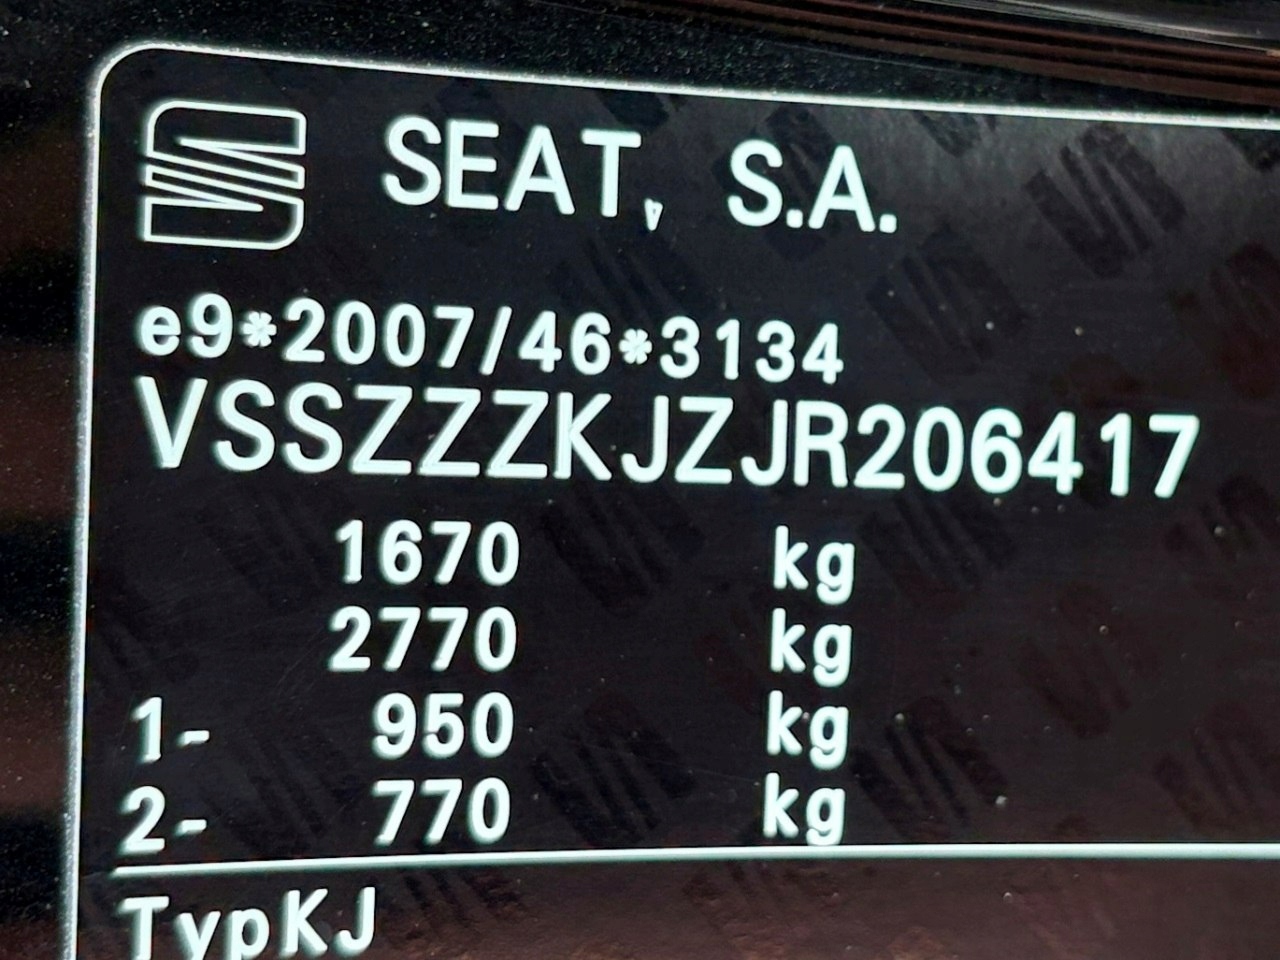 SEAT, S.A.
e9*2007/46*3134
VSSZZZKJZJR206417
1670 kg
2770 kg
1- 950 kg
2- 770 kg
TypKJ